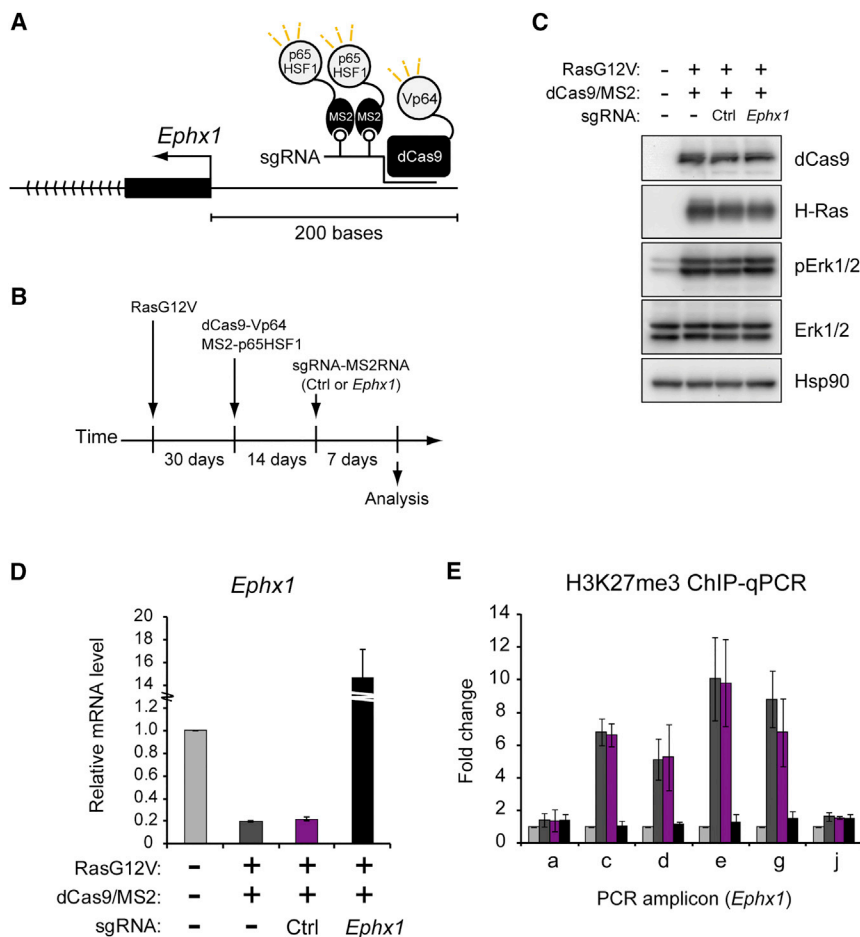 A
p65
HSF1
p65
HSF1
Vp64
MS2
MS2
Ephx1
sgRNA
dCas9
200 bases
B
RasG12V
dCas9-Vp64
MS2-p65HSF1
sgRNA-MS2RNA
(Ctrl or Ephx1)
Time
30 days
14 days
7 days
Analysis
C
RasG12V: - + + +
dCas9/MS2: - + + +
sgRNA: - - Ctrl Ephx1
dCas9
H-Ras
pErk1/2
Erk1/2
Hsp90
D
Ephx1
Relative mRNA level
20
18
16
14
1.0
0.8
0.6
0.4
0.2
0
RasG12V: - + + +
dCas9/MS2: - + + +
sgRNA: - - Ctrl Ephx1
E
H3K27me3 ChIP-qPCR
Fold change
14
12
10
8
6
4
2
0
a c d e g j
PCR amplicon (Ephx1)